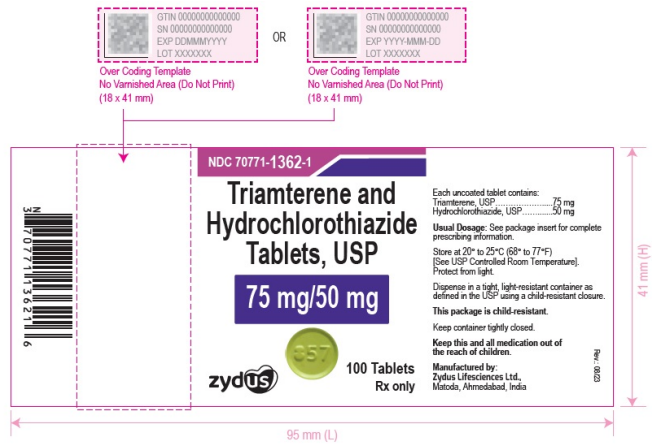 GTIN 00000000000000
SN 00000000000000
EXP DDMMMYYYY
LOT XXXXXXX
OR
GTIN 00000000000000
SN 00000000000000
EXP YYYY-MMM-DD
LOT XXXXXXX
Over Coding Template
No Varnished Area (Do Not Print)
(18 x 41 mm)
Over Coding Template
No Varnished Area (Do Not Print)
(18 x 41 mm)
N
3 70771 13621 6
NDC 70771-1362-1
Triamterene and
Hydrochlorothiazide
Tablets, USP
75 mg/50 mg
357
zydus
100 Tablets
Rx only
Each uncoated tablet contains:
Triamterene, USP.....................75 mg
Hydrochlorothiazide, USP..........50 mg
Usual Dosage: See package insert for complete
prescribing information.
Store at 20° to 25°C (68° to 77°F)
[See USP Controlled Room Temperature].
Protect from light.
Dispense in a tight, light-resistant container as
defined in the USP using a child-resistant closure.
This package is child-resistant.
Keep container tightly closed.
Keep this and all medication out of
the reach of children.
Manufactured by:
Zydus Lifesciences Ltd.,
Matoda, Ahmedabad, India
Rev.: 08/23
41 mm (H)
95 mm (L)